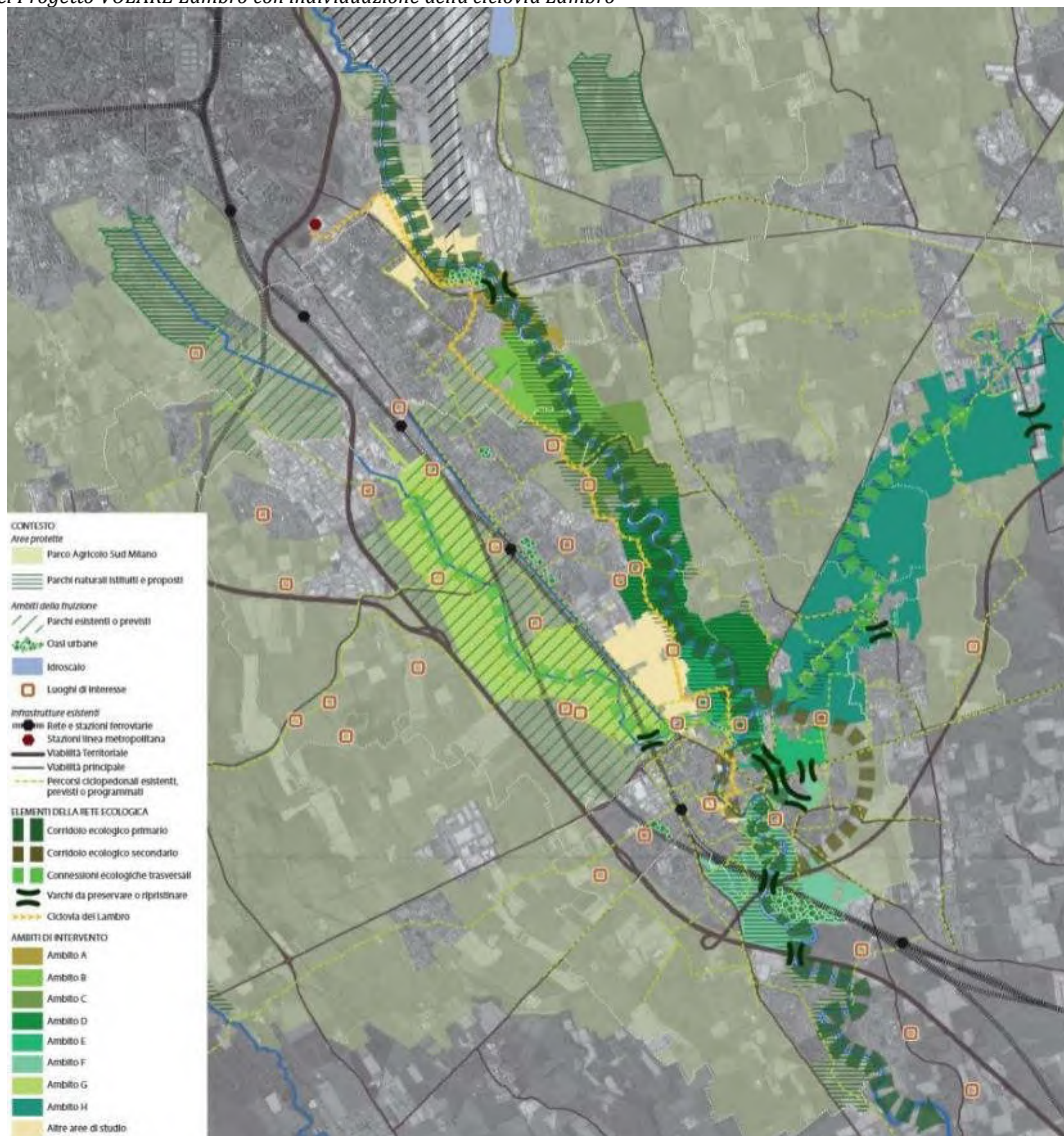 Progetto VOLARE Lambro con individuazione della ciclovia Lambro
CONTESTO
Aree protette
Parco Agricolo Sud Milano
Parchi naturali istituiti e proposti
Ambiti della fruizione
Parchi esistenti o previsti
Oasi urbane
Idroscalo
Luoghi di interesse
Infrastrutture esistenti
Rete e stazioni ferroviarie
Stazioni linea metropolitana
Viabilità Territoriale
Viabilità principale
Percorsi ciclopedonali esistenti,
previsti o programmati
ELEMENTI DELLA RETE ECOLOGICA
Corridoio ecologico primario
Corridoio ecologico secondario
Connessioni ecologiche trasversali
Varchi da preservare o ripristinare
Ciclovia del Lambro
AMBITI DI INTERVENTO
Ambito A
Ambito B
Ambito C
Ambito D
Ambito E
Ambito F
Ambito G
Ambito H
Altre aree di studio